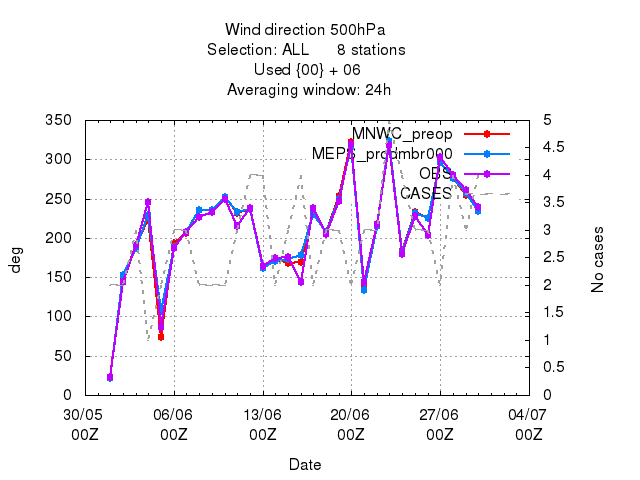 Wind direction 500hPa
Selection: ALL 8 stations
Used {00} + 06
Averaging window: 24h
350
300
250
200
150
100
50
0
deg
5
4.5
4
3.5
3
2.5
2
1.5
1
0.5
0
No cases
MNWC_preop
MEPS_prodmbr000
OBS
CASES
30/05 06/06 13/06 20/06 27/06 04/07
00Z 00Z 00Z 00Z 00Z 00Z
Date